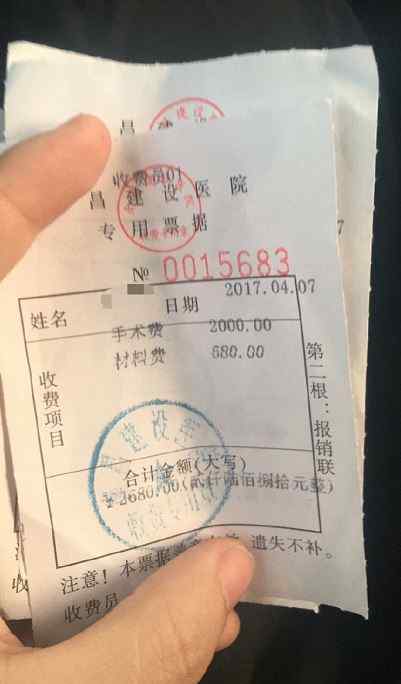 收费员01
昌建设医院
专用票据
№ 0015683
2017.04.07
姓名 日期
手术费 2000.00
材料费 680.00
收费项目
第二根：报销联
合计金额(大写)
¥2680.00(贰仟陆佰捌拾元整)
注意！本票据 遗失不补。
收费员